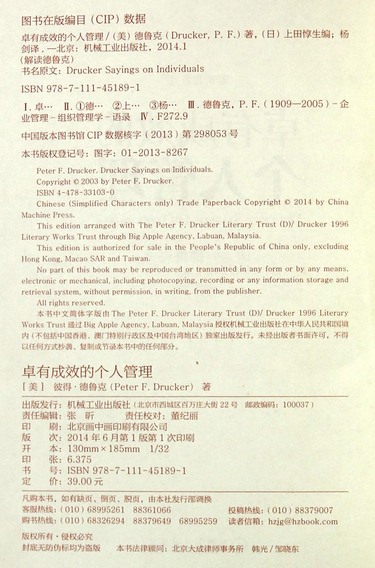 图书在版编目（CIP）数据
卓有成效的个人管理/（美）德鲁克（Drucker, P. F.）著，（日）上田惇生编；杨
剑译．—北京：机械工业出版社，2014.1
（解读德鲁克）
书名原文：Drucker Sayings on Individuals
ISBN 978-7-111-45189-1
Ⅰ. 卓… Ⅱ. ①德… ②上… ③杨… Ⅲ. 德鲁克，P. F.（1909—2005）－企
业管理－组织管理学－语录 Ⅳ. F272.9
中国版本图书馆 CIP 数据核字（2013）第 298053 号
本书版权登记号：图字：01-2013-8267
Peter F. Drucker. Drucker Sayings on Individuals.
Copyright © 2003 by Peter F. Drucker.
ISBN 4-478-33103-0
Chinese (Simplified Characters only) Trade Paperback Copyright © 2014 by China
Machine Press.
This edition arranged with The Peter F. Drucker Literary Trust (D)/ Drucker 1996
Literary Works Trust through Big Apple Agency, Labuan, Malaysia.
This edition is authorized for sale in the People's Republic of China only, excluding
Hong Kong, Macao SAR and Taiwan.
No part of this book may be reproduced or transmitted in any form or by any means,
electronic or mechanical, including photocopying, recording or any information storage and
retrieval system, without permission, in writing, from the publisher.
All rights reserved.
本书中文简体字版由 The Peter F. Drucker Literary Trust (D)/ Drucker 1996 Literary
Works Trust 通过 Big Apple Agency, Labuan, Malaysia 授权机械工业出版社在中华人民共和国境
内（不包括中国香港、澳门特别行政区及中国台湾地区）独家出版发行。未经出版者书面许可，不得
以任何方式抄袭、复制或节录本书中的任何部分。
卓有成效的个人管理
［美］彼得·德鲁克（Peter F. Drucker）著
出版发行：机械工业出版社（北京市西城区百万庄大街 22 号 邮政编码：100037）
责任编辑：张 昕 责任校对：董纪丽
印 刷：北京画中画印刷有限公司
版 次：2014 年 6 月第 1 版第 1 次印刷
开 本：130mm×185mm 1/32
印 张：6.375
书 号：ISBN 978-7-111-45189-1
定 价：39.00 元
凡购本书，如有缺页、倒页、脱页，由本社发行部调换
客服热线：（010）68995261 88361066 投稿热线：（010）88379007
购书热线：（010）68326294 88379649 68995259 读者信箱：hzjg@hzbook.com
版权所有·侵权必究
封底无防伪标均为盗版 本书法律顾问：北京大成律师事务所 韩光/邹晓东